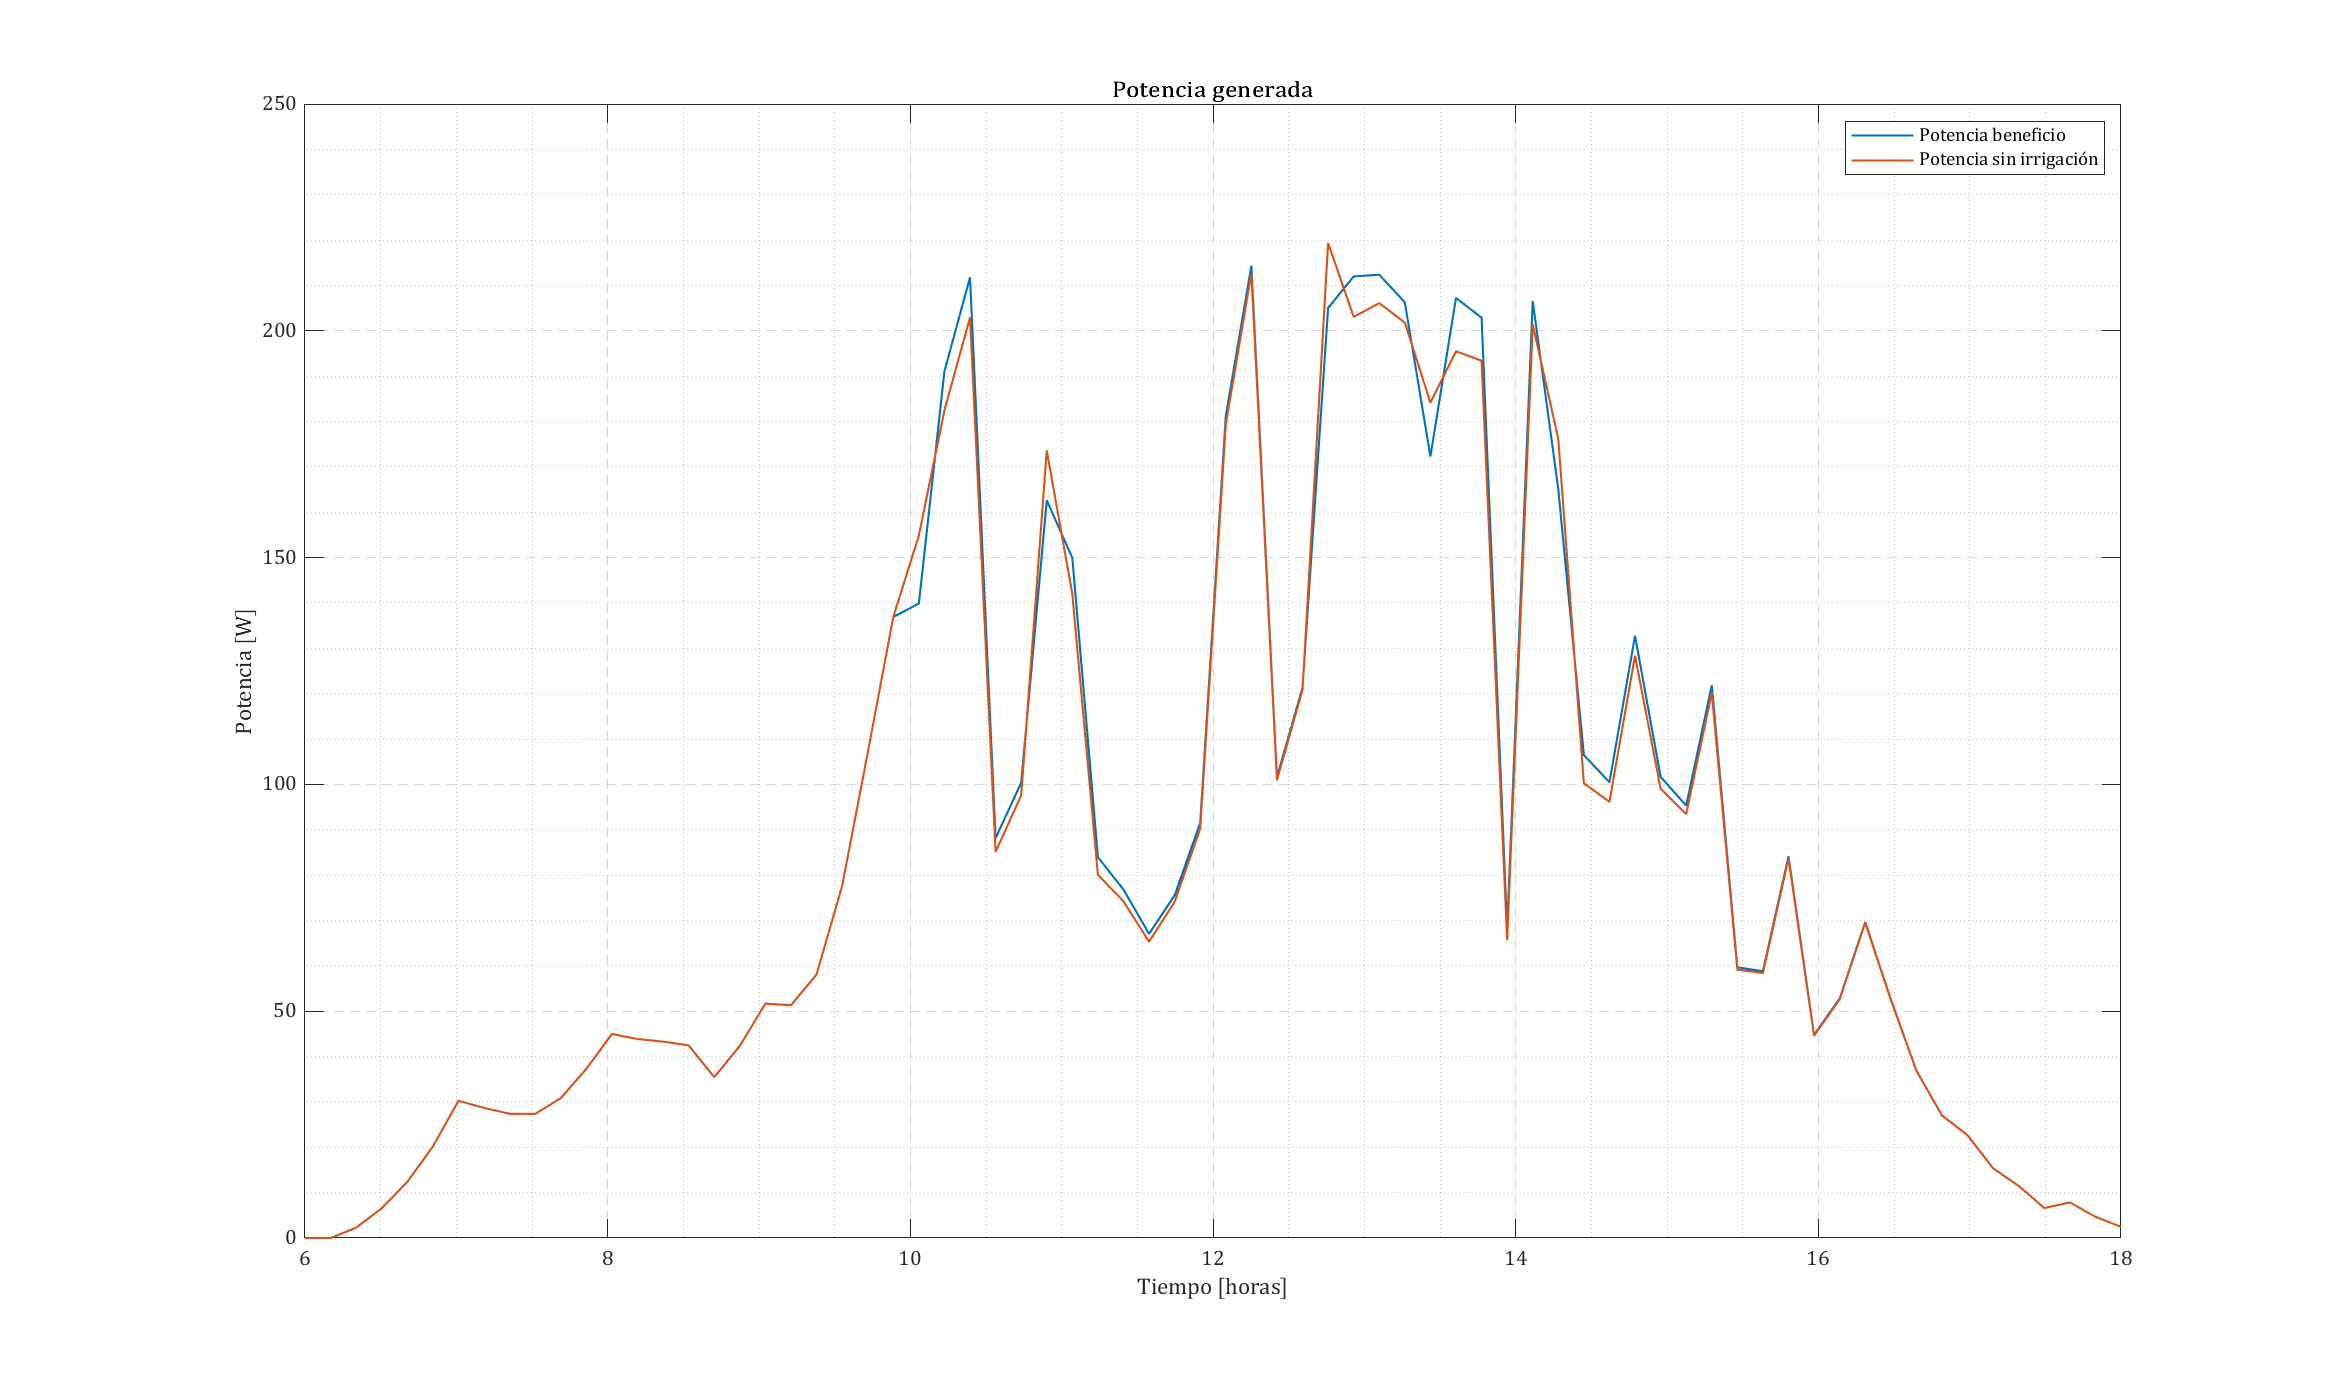 Potencia generada
250
200
150
100
50
0
Potencia [W]
6 8 10 12 14 16 18
Tiempo [horas]
Potencia beneficio
Potencia sin irrigación